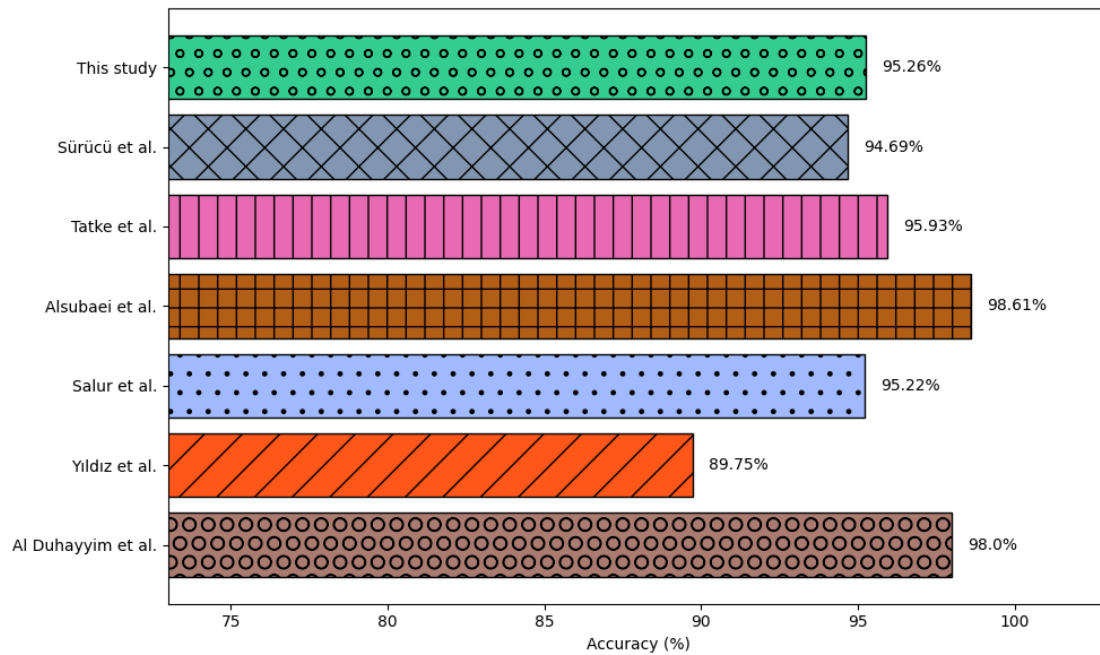 This study 95.26%
Sürücü et al. 94.69%
Tatke et al. 95.93%
Alsubaei et al. 98.61%
Salur et al. 95.22%
Yıldız et al. 89.75%
Al Duhayyim et al. 98.0%
75 80 85 90 95 100
Accuracy (%)